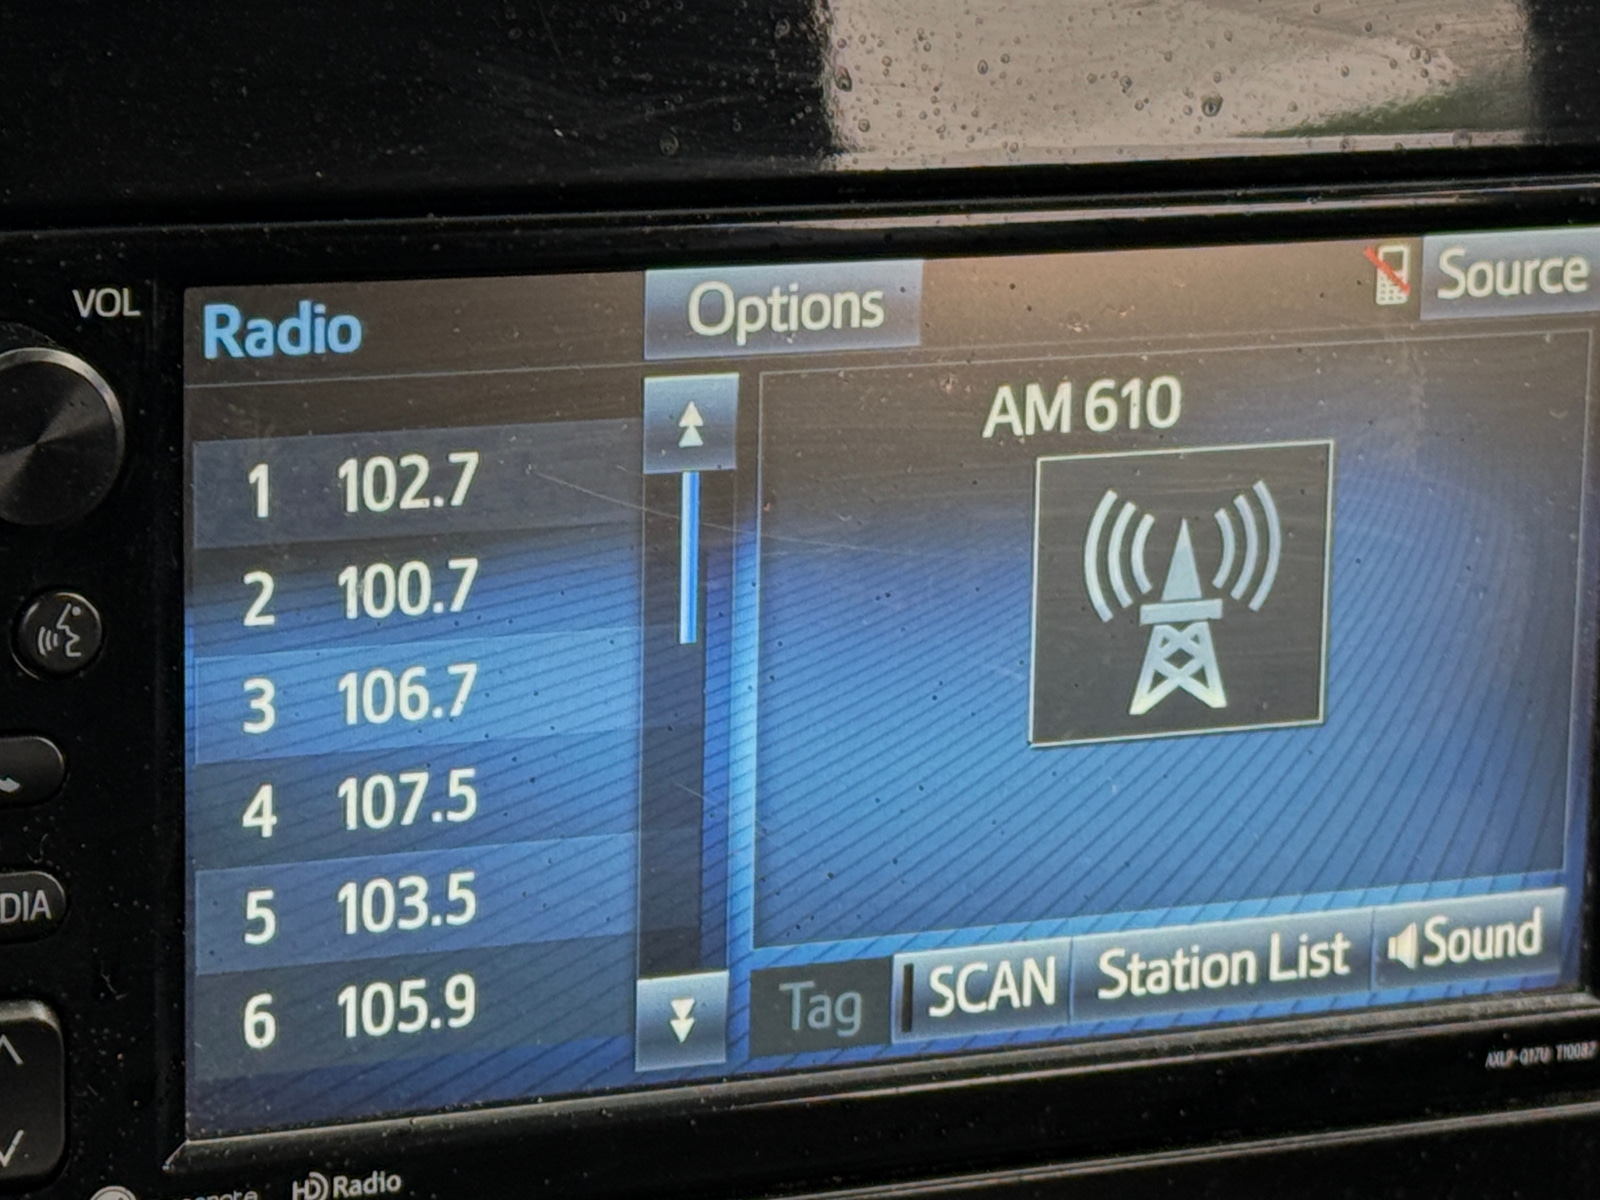 VOL
Radio
Options
Source
AM 610
1 102.7
2 100.7
3 106.7
4 107.5
5 103.5
6 105.9
DIA
Tag
SCAN
Station List
Sound
HD Radio